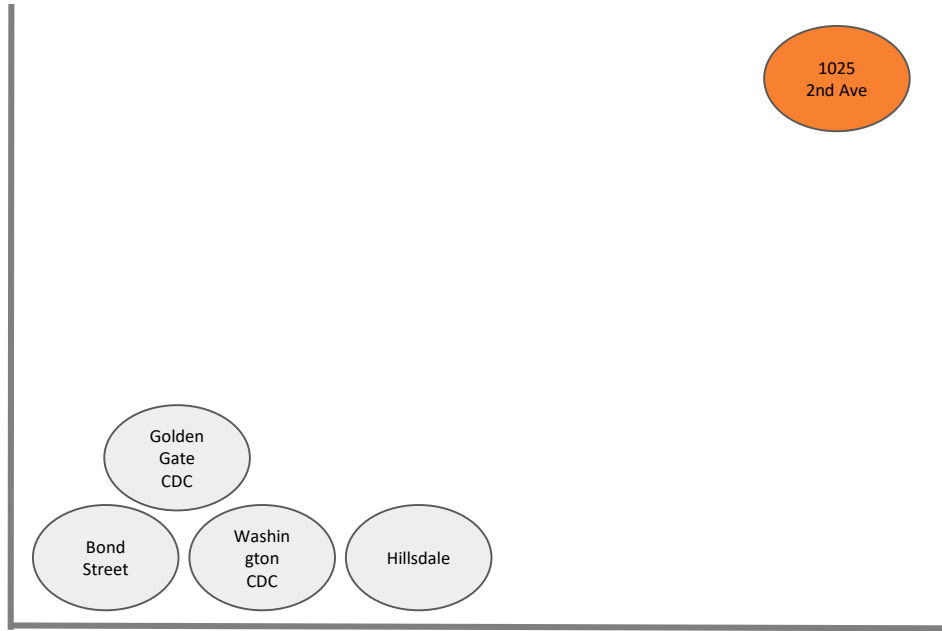 1025
2nd Ave
Golden
Gate
CDC
Bond
Street
Washin
gton
CDC
Hillsdale